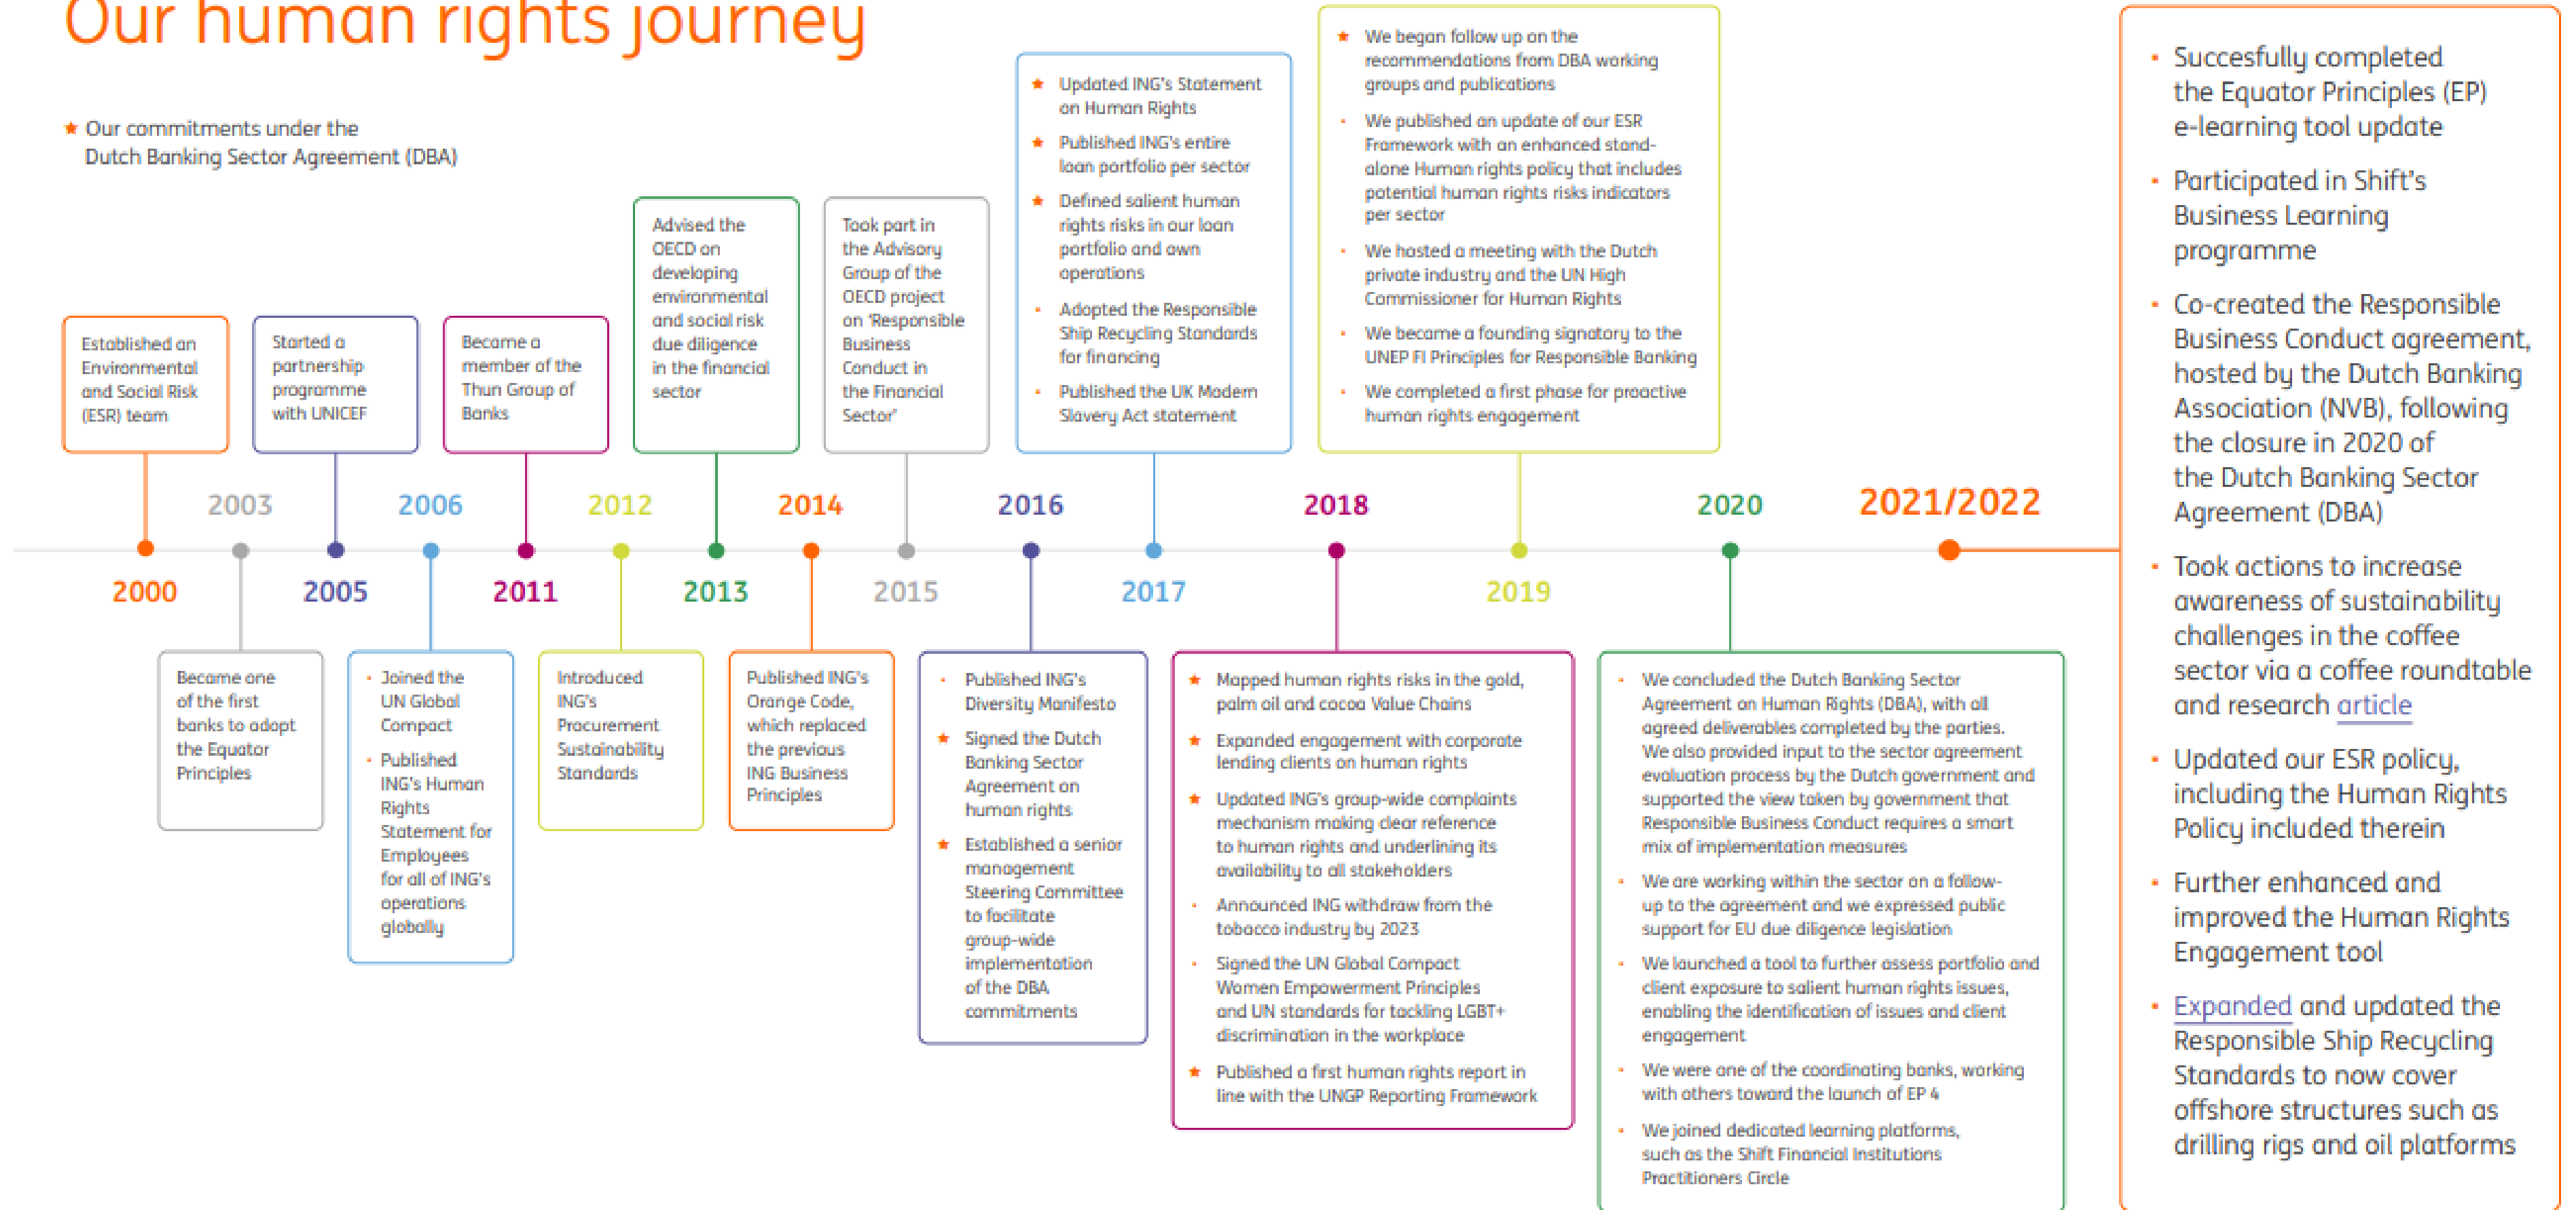 Our human rights journey
★ Our commitments under the
Dutch Banking Sector Agreement (DBA)
2000
Established an
Environmental
and Social Risk
(ESR) team
2003
Became one
of the first
banks to adopt
the Equator
Principles
2005
Started a
partnership
programme
with UNICEF
2006
• Joined the
UN Global
Compact
• Published
ING's Human
Rights
Statement for
Employees
for all of ING's
operations
globally
2011
Became a
member of the
Thun Group of
Banks
2012
Introduced
ING's
Procurement
Sustainability
Standards
2013
Advised the
OECD on
developing
environmental
and social risk
due diligence
in the financial
sector
2014
Published ING's
Orange Code,
which replaced
the previous
ING Business
Principles
2015
Took part in
the Advisory
Group of the
OECD project
on 'Responsible
Business
Conduct in
the Financial
Sector'
2016
• Published ING's
Diversity Manifesto
★ Signed the Dutch
Banking Sector
Agreement on
human rights
★ Established a senior
management
Steering Committee
to facilitate
group-wide
implementation
of the DBA
commitments
2017
★ Updated ING's Statement
on Human Rights
★ Published ING's entire
loan portfolio per sector
★ Defined salient human
rights risks in our loan
portfolio and own
operations
• Adopted the Responsible
Ship Recycling Standards
for financing
• Published the UK Modern
Slavery Act statement
2018
★ Mapped human rights risks in the gold,
palm oil and cocoa Value Chains
★ Expanded engagement with corporate
lending clients on human rights
★ Updated ING's group-wide complaints
mechanism making clear reference
to human rights and underlining its
availability to all stakeholders
• Announced ING withdraw from the
tobacco industry by 2023
• Signed the UN Global Compact
Women Empowerment Principles
and UN standards for tackling LGBT+
discrimination in the workplace
★ Published a first human rights report in
line with the UNGP Reporting Framework
2019
★ We began follow up on the
recommendations from DBA working
groups and publications
• We published an update of our ESR
Framework with an enhanced stand-
alone Human rights policy that includes
potential human rights risks indicators
per sector
• We hosted a meeting with the Dutch
private industry and the UN High
Commissioner for Human Rights
• We became a founding signatory to the
UNEP FI Principles for Responsible Banking
• We completed a first phase for proactive
human rights engagement
2020
• We concluded the Dutch Banking Sector
Agreement on Human Rights (DBA), with all
agreed deliverables completed by the parties.
We also provided input to the sector agreement
evaluation process by the Dutch government and
supported the view taken by government that
Responsible Business Conduct requires a smart
mix of implementation measures
• We are working within the sector on a follow-
up to the agreement and we expressed public
support for EU due diligence legislation
• We launched a tool to further assess portfolio and
client exposure to salient human rights issues,
enabling the identification of issues and client
engagement
• We were one of the coordinating banks, working
with others toward the launch of EP 4
• We joined dedicated learning platforms,
such as the Shift Financial Institutions
Practitioners Circle
2021/2022
• Succesfully completed
the Equator Principles (EP)
e-learning tool update
• Participated in Shift's
Business Learning
programme
• Co-created the Responsible
Business Conduct agreement,
hosted by the Dutch Banking
Association (NVB), following
the closure in 2020 of
the Dutch Banking Sector
Agreement (DBA)
• Took actions to increase
awareness of sustainability
challenges in the coffee
sector via a coffee roundtable
and research article
• Updated our ESR policy,
including the Human Rights
Policy included therein
• Further enhanced and
improved the Human Rights
Engagement tool
• Expanded and updated the
Responsible Ship Recycling
Standards to now cover
offshore structures such as
drilling rigs and oil platforms